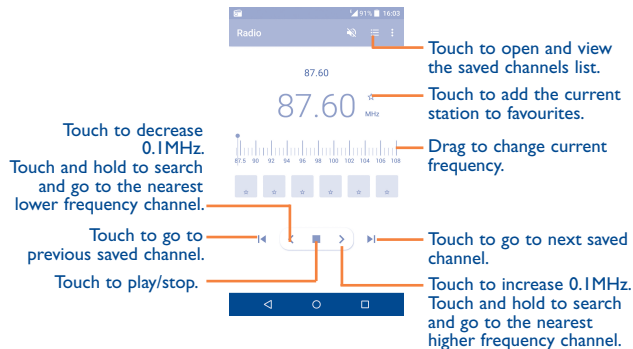 91% 16:03
Radio
87.60
87.60
MHz
87.5 90 92 94 96 98 100 102 104 106 108
Touch to open and view
the saved channels list.
Touch to add the current
station to favourites.
Drag to change current
frequency.
Touch to decrease
0.1MHz.
Touch and hold to search
and go to the nearest
lower frequency channel.
Touch to go to
previous saved channel.
Touch to play/stop.
Touch to go to next saved
channel.
Touch to increase 0.1MHz.
Touch and hold to search
and go to the nearest
higher frequency channel.